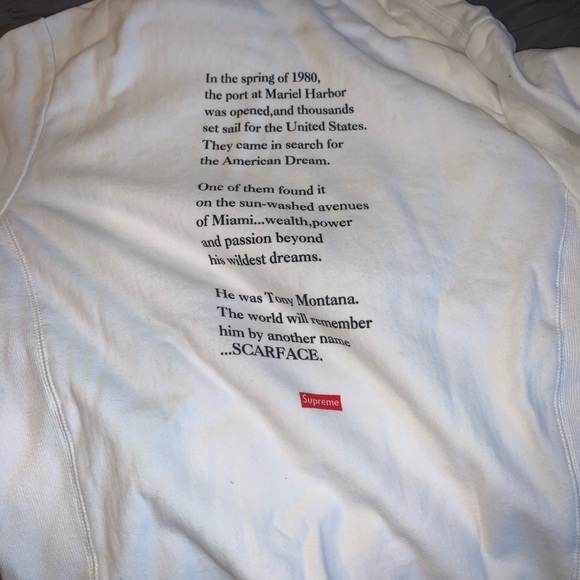 In the spring of 1980,
the port at Mariel Harbor
was opened,and thousands
set sail for the United States.
They came in search for
the American Dream.
One of them found it
on the sun-washed avenues
of Miami...wealth,power
and passion beyond
his wildest dreams.
He was Tony Montana.
The world will remember
him by another name
...SCARFACE.
Supreme